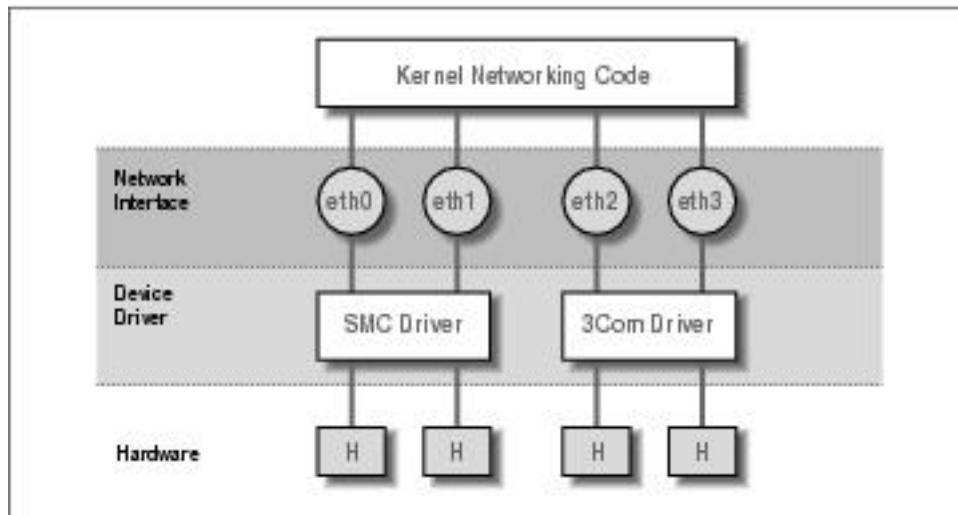 Kernel Networking Code
Network
Interface
eth0
eth1
eth2
eth3
Device
Driver
SMC Driver
3Com Driver
Hardware
H
H
H
H